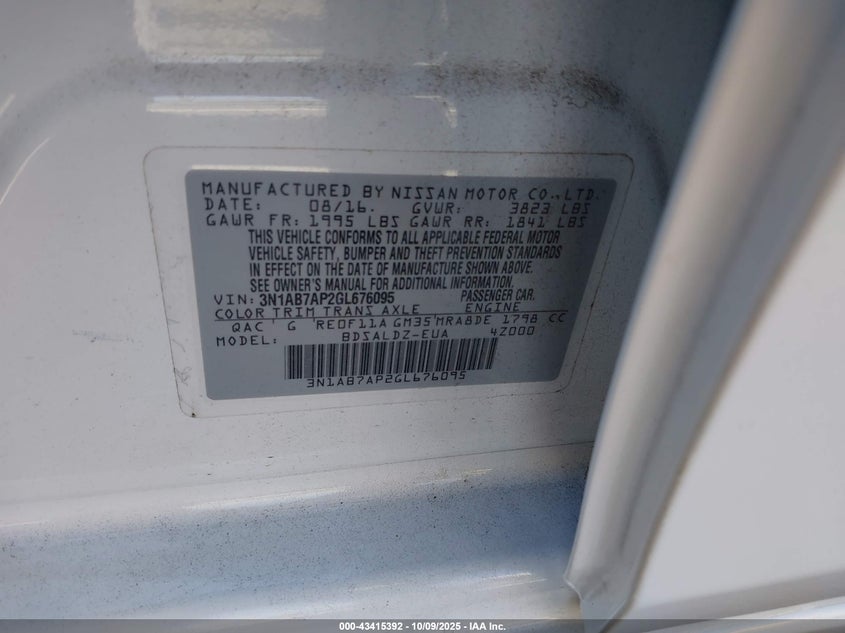 MANUFACTURED BY NISSAN MOTOR CO., LTD.
DATE: 08/16. GVWR: 3823 LBS
GAWR FR: 1995 LBS GAWR RR: 1841 LBS
THIS VEHICLE CONFORMS TO ALL APPLICABLE FEDERAL MOTOR
VEHICLE SAFETY, BUMPER AND THEFT PREVENTION STANDARDS
IN EFFECT ON THE DATE OF MANUFACTURE SHOWN ABOVE.
SEE OWNER'S MANUAL FOR ADDITIONAL INFORMATION.
VIN: 3N1AB7AP2GL676095 PASSENGER CAR.
COLOR TRIM TRANS AXLE ENGINE
QAC G RE0F11A GM35 MRA8DE 1798 CC
MODEL: BDSALDZ-EUA 4Z000
3N1AB7AP2GL676095
000-43415392 - 10/09/2025 - IAA Inc.